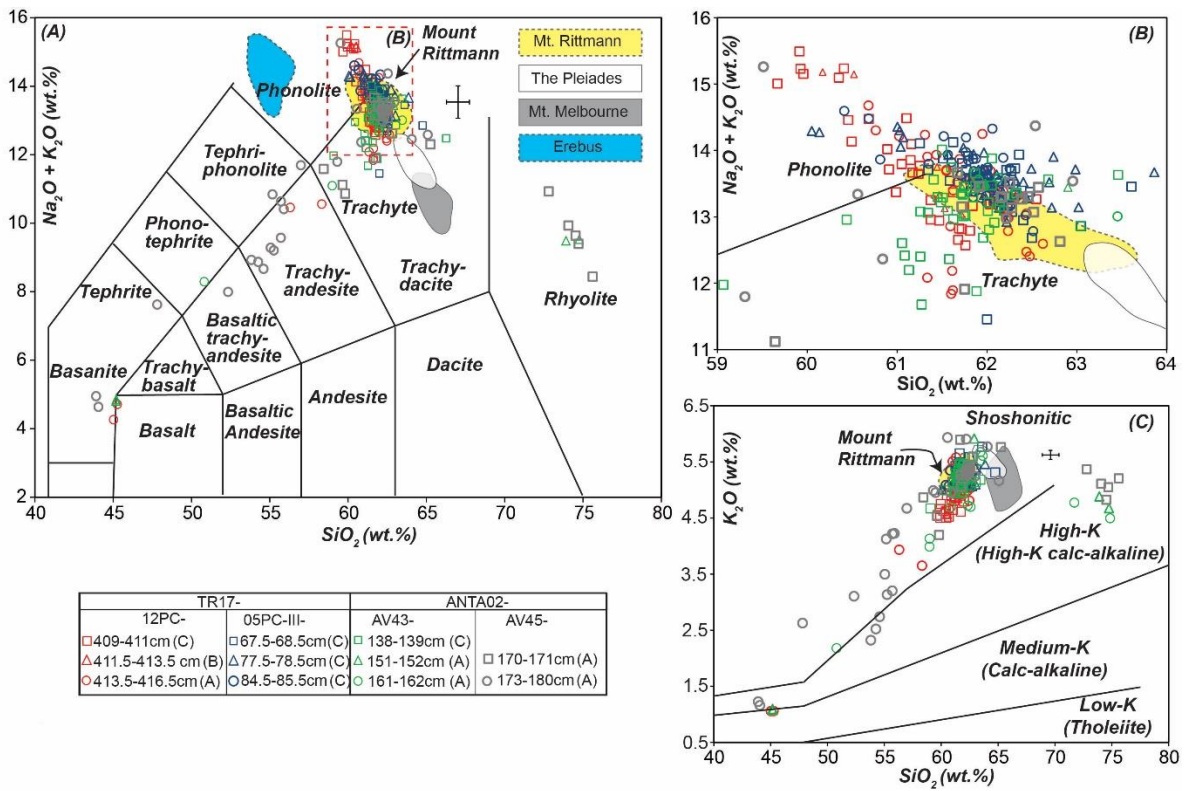 (A)
16
14
12
10
8
6
4
2
Na2O + K2O (wt.%)
40
45
50
55
60
65
70
75
80
SiO2 (wt.%)
(B)
Mount
Rittmann
Phonolite
Tephri-
phonolite
Phono-
tephrite
Tephrite
Basanite
Trachy-
basalt
Basalt
Basaltic
trachy-
andesite
Basaltic
Andesite
Trachy-
andesite
Andesite
Trachyte
Trachy-
dacite
Dacite
Rhyolite
Mt. Rittmann
The Pleiades
Mt. Melbourne
Erebus
(B)
16
15
14
13
12
11
Na2O + K2O (wt.%)
Phonolite
Trachyte
59
60
61
62
63
64
SiO2 (wt.%)
(C)
6.5
5.5
4.5
3.5
2.5
1.5
0.5
K2O (wt.%)
Shoshonitic
Mount
Rittmann
High-K
(High-K calc-alkaline)
Medium-K
(Calc-alkaline)
Low-K
(Tholeiite)
40
45
50
55
60
65
70
75
80
SiO2 (wt.%)
TR17- ANTA02-
12PC- 05PC-III- AV43- AV45-
409-411cm (C) 67.5-68.5cm (C) 138-139cm (C)
411.5-413.5 cm (B) 77.5-78.5cm (C) 151-152cm (A) 170-171cm (A)
413.5-416.5cm (A) 84.5-85.5cm (C) 161-162cm (A) 173-180cm (A)